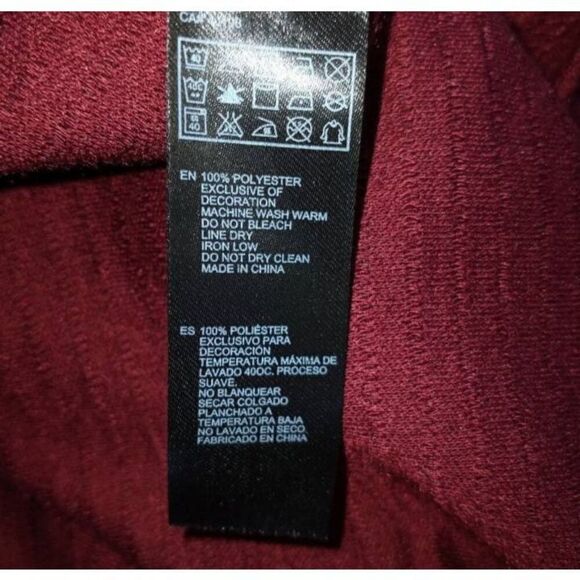 EN 100% POLYESTER
EXCLUSIVE OF
DECORATION
MACHINE WASH WARM
DO NOT BLEACH
LINE DRY
IRON LOW
DO NOT DRY CLEAN
MADE IN CHINA
ES 100% POLIÉSTER
EXCLUSIVO PARA
DECORACIÓN
TEMPERATURA MÁXIMA DE
LAVADO 40OC. PROCESO
SUAVE.
NO BLANQUEAR
SECAR COLGADO
PLANCHADO A
TEMPERATURA BAJA
NO LAVADO EN SECO.
FABRICADO EN CHINA